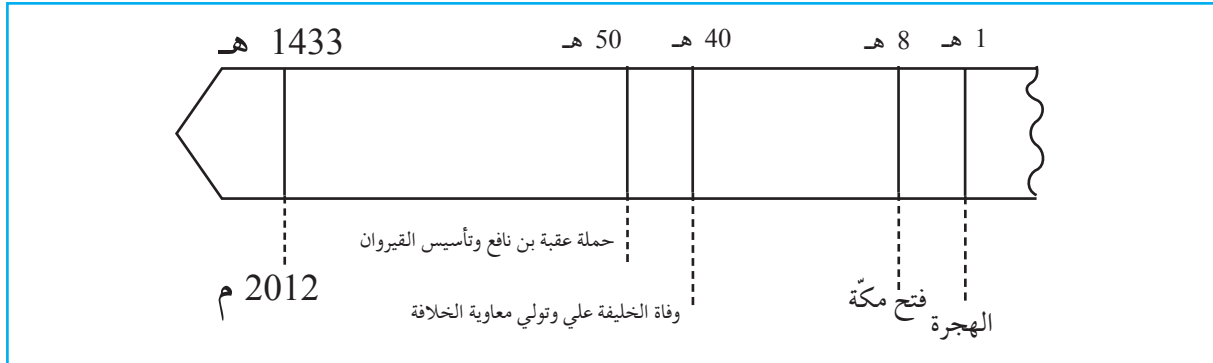 1 هـ
8 هـ
40 هـ
50 هـ
1433 هـ
حملة عقبة بن نافع وتأسيس القيروان
وفاة الخليفة علي وتولي معاوية الخلافة
فتح مكّة
الهجرة
2012 م